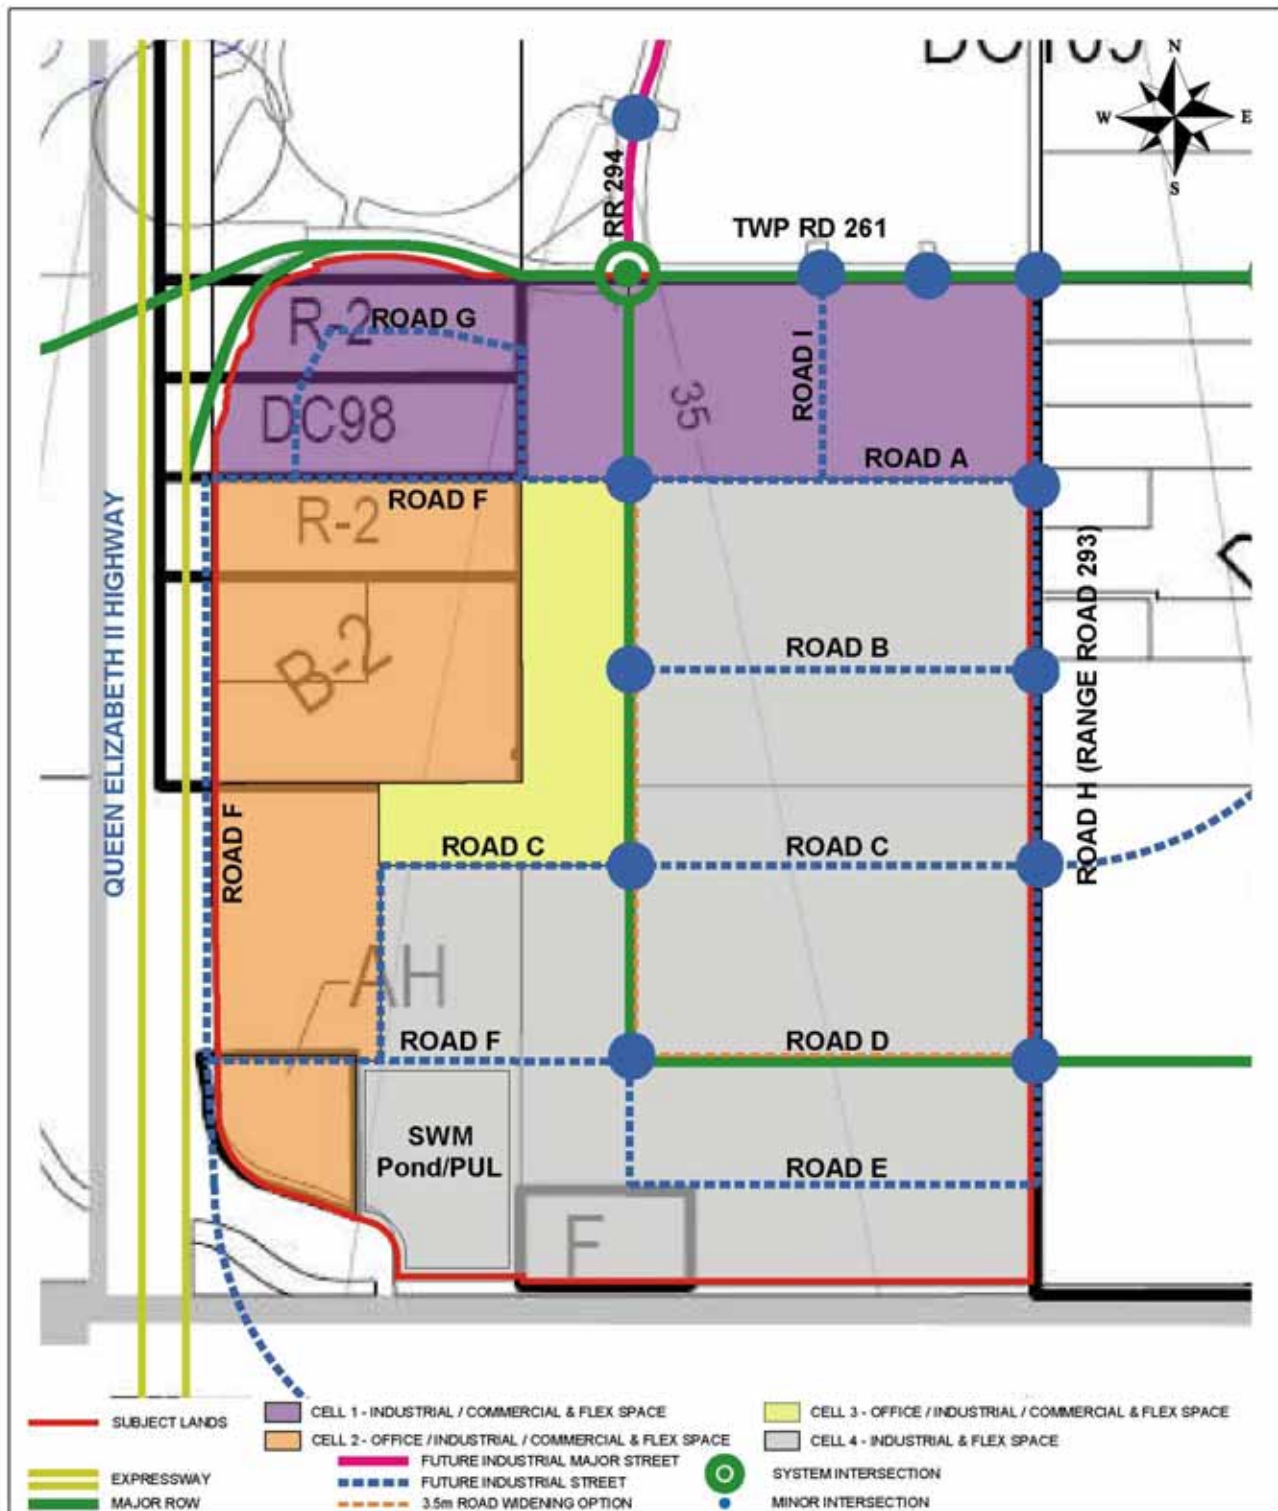 DC109
N
W
E
S
RR 294
TWP RD 261
R-2
ROAD G
35
ROAD I
DC98
ROAD A
ROAD F
R-2
QUEEN ELIZABETH II HIGHWAY
B-2
ROAD B
ROAD H (RANGE ROAD 293)
ROAD F
ROAD C
ROAD C
AH
ROAD F
ROAD D
SWM
Pond/PUL
ROAD E
F
SUBJECT LANDS
CELL 1 - INDUSTRIAL / COMMERCIAL & FLEX SPACE
CELL 3 - OFFICE / INDUSTRIAL / COMMERCIAL & FLEX SPACE
CELL 2 - OFFICE / INDUSTRIAL / COMMERCIAL & FLEX SPACE
CELL 4 - INDUSTRIAL & FLEX SPACE
EXPRESSWAY
FUTURE INDUSTRIAL MAJOR STREET
SYSTEM INTERSECTION
FUTURE INDUSTRIAL STREET
MAJOR ROW
3.5m ROAD WIDENING OPTION
MINOR INTERSECTION